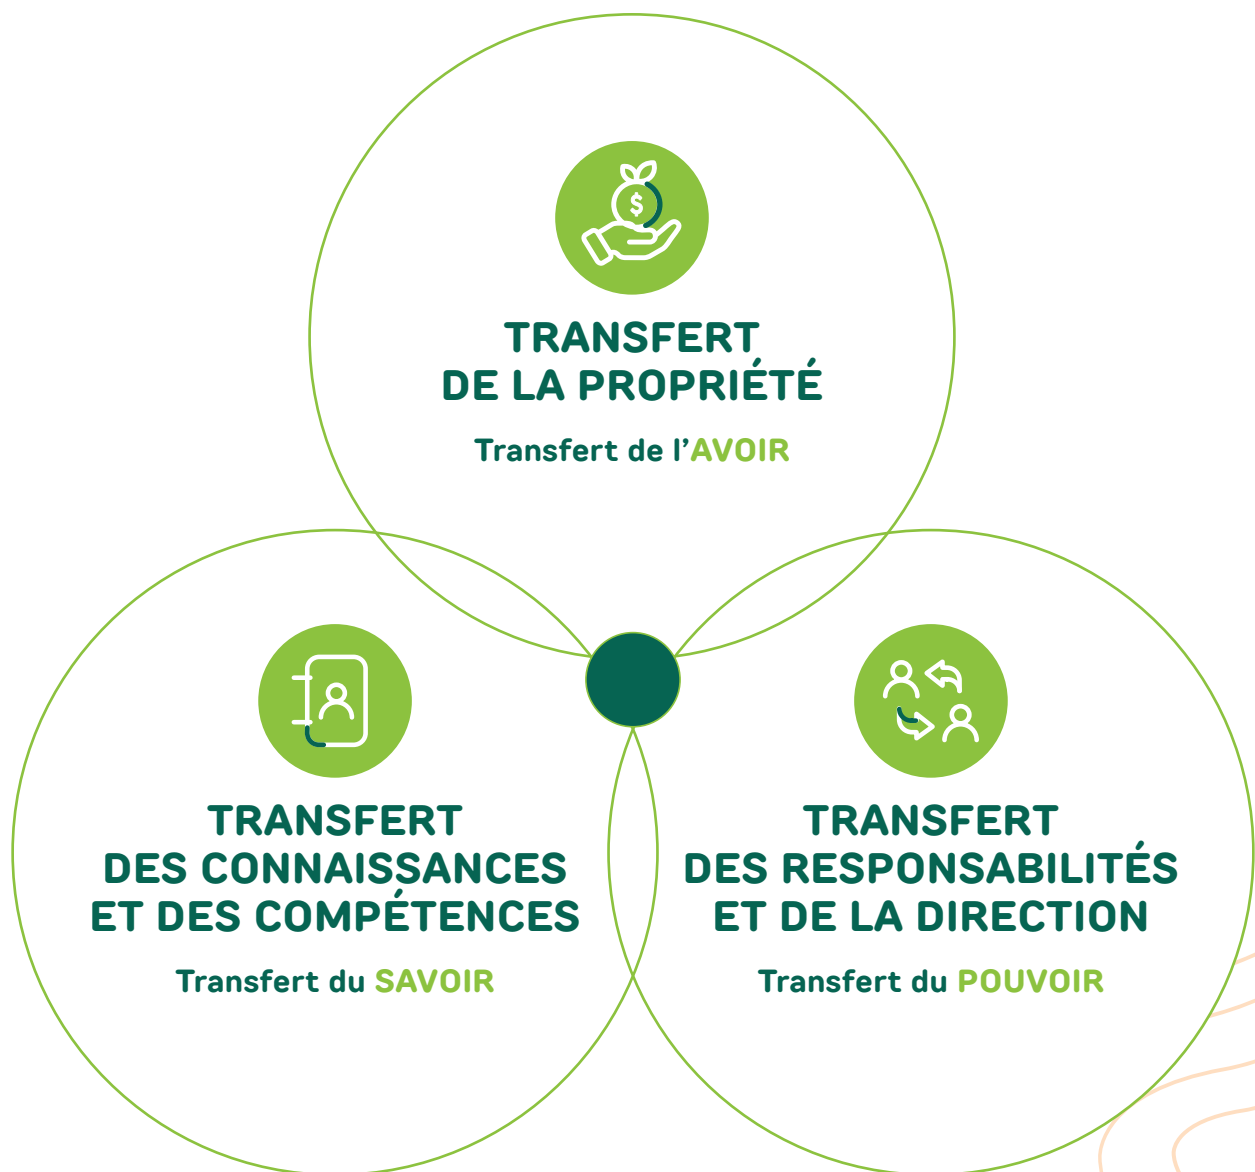 $
TRANSFERT
DE LA PROPRIÉTÉ
Transfert de l’AVOIR
TRANSFERT
DES CONNAISSANCES
ET DES COMPÉTENCES
Transfert du SAVOIR
TRANSFERT
DES RESPONSABILITÉS
ET DE LA DIRECTION
Transfert du POUVOIR